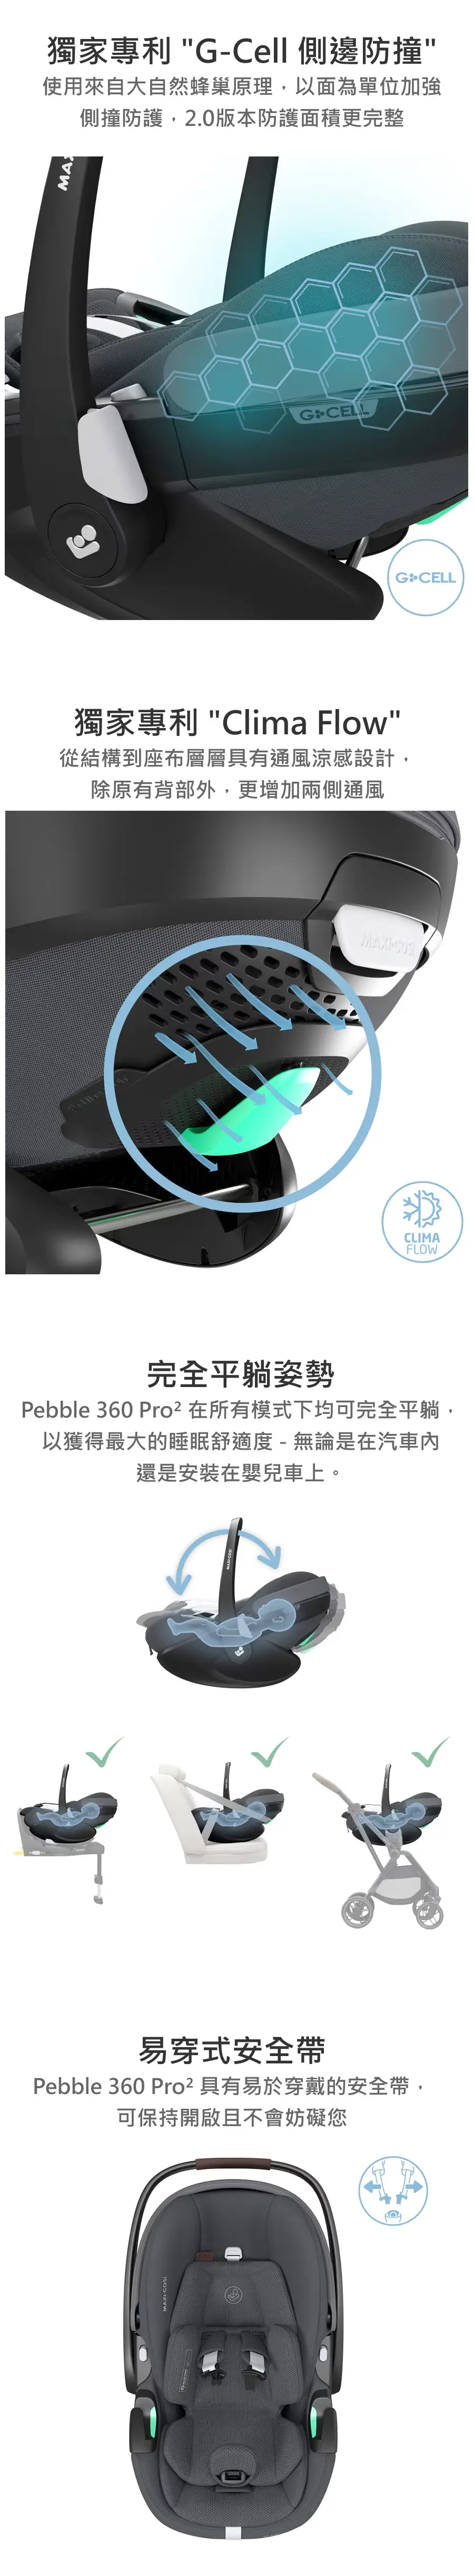 獨家專利 "G-Cell 側邊防撞"
使用來自大自然蜂巢原理，以面為單位加強
側撞防護，2.0版本防護面積更完整
MAXI
G-CELL
G-CELL
獨家專利 "Clima Flow"
從結構到座布層層具有通風涼感設計，
除原有背部外，更增加兩側通風
MAXI-COSI
CLIMA
FLOW
完全平躺姿勢
Pebble 360 Pro² 在所有模式下均可完全平躺，
以獲得最大的睡眠舒適度 - 無論是在汽車內
還是安裝在嬰兒車上。
MAXI-COSI
易穿式安全帶
Pebble 360 Pro² 具有易於穿戴的安全帶，
可保持開啟且不會妨礙您
MAXI-COSI